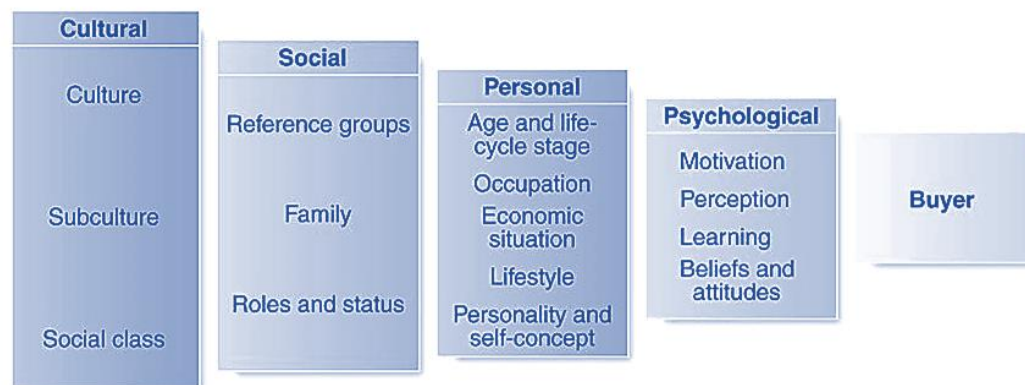 Cultural
Culture
Subculture
Social class
Social
Reference groups
Family
Roles and status
Personal
Age and life-
cycle stage
Occupation
Economic
situation
Lifestyle
Personality and
self-concept
Psychological
Motivation
Perception
Learning
Beliefs and
attitudes
Buyer